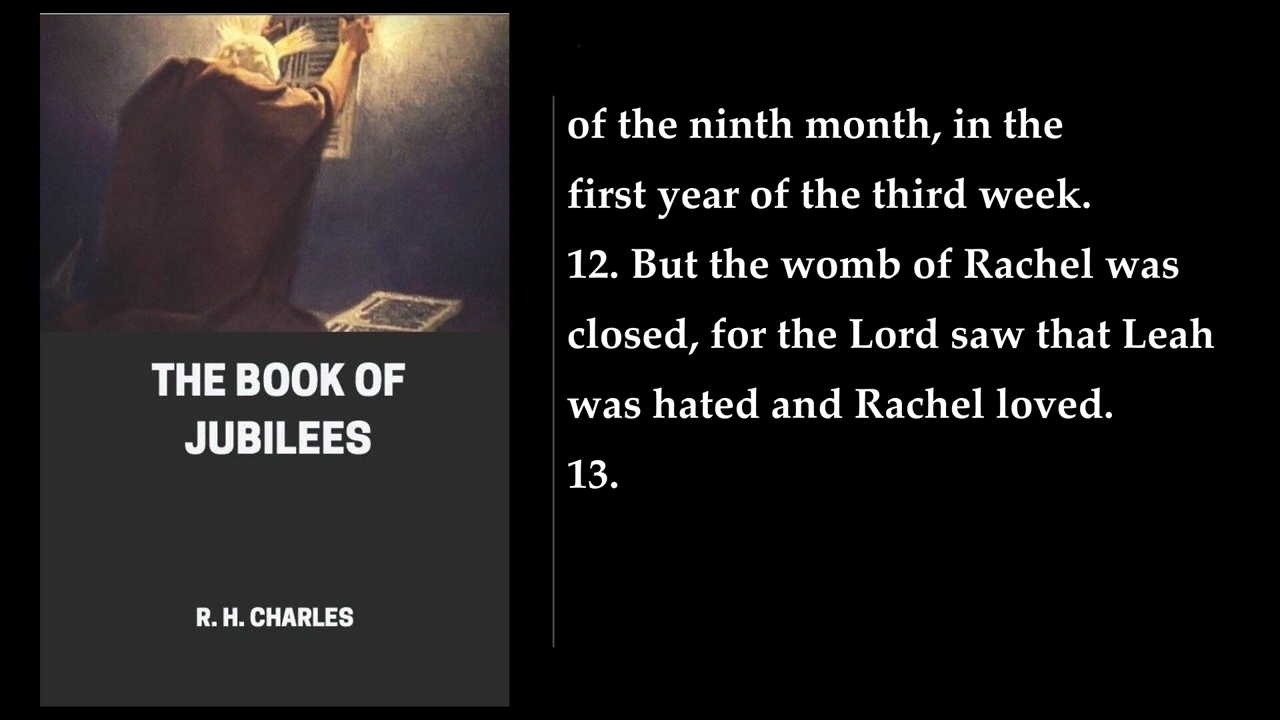 THE BOOK OF
JUBILEES
R. H. CHARLES
of the ninth month, in the
first year of the third week.
12. But the womb of Rachel was
closed, for the Lord saw that Leah
was hated and Rachel loved.
13.